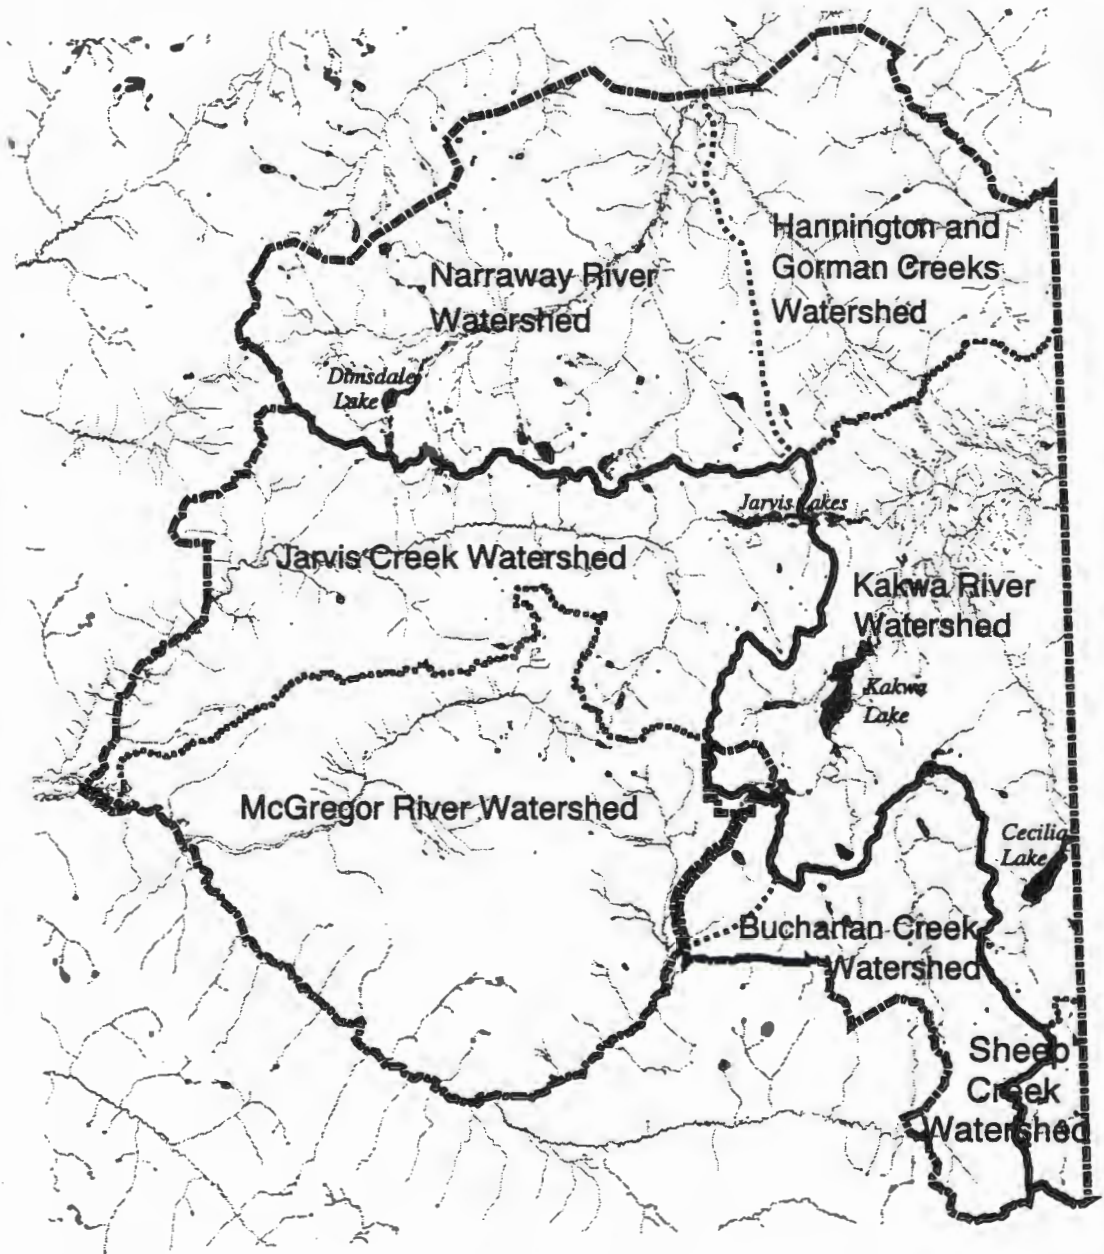 Hannington and
Gorman Creeks
Watershed
Narraway River
Watershed
Dimsdale
Lake
Jarvis Lakes
Jarvis Creek Watershed
Kakwa River
Watershed
Kakwa
Lake
McGregor River Watershed
Cecilia
Lake
Buchanan Creek
Watershed
Sheep
Creek
Watershed